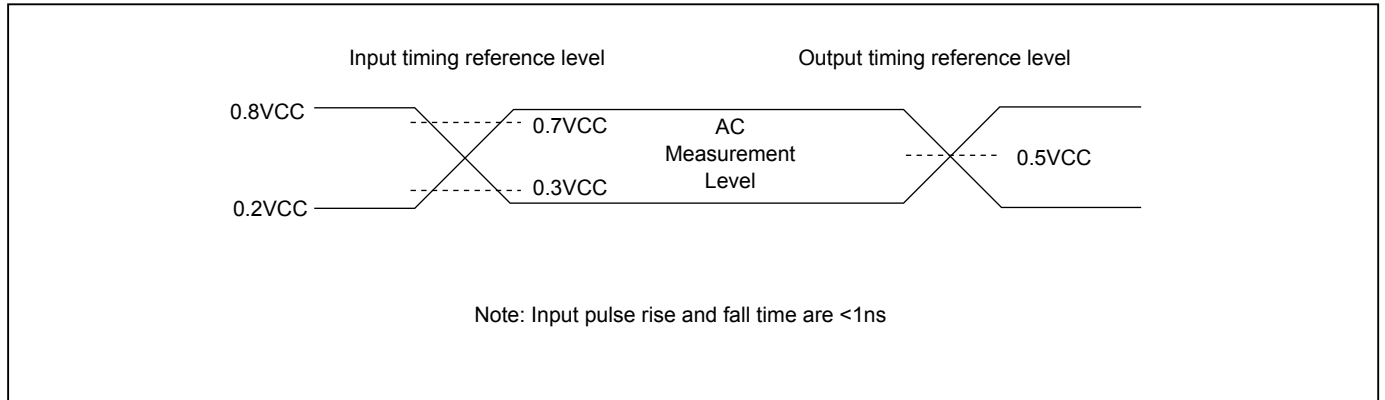 Input timing reference level
Output timing reference level
0.8VCC
0.7VCC
AC
Measurement
Level
0.5VCC
0.3VCC
0.2VCC
Note: Input pulse rise and fall time are <1ns